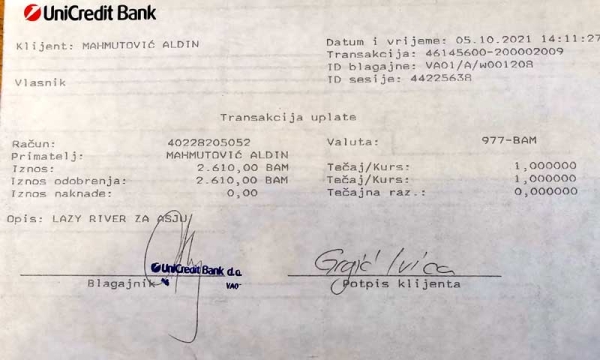 UniCredit Bank
Klijent: MAHMUTOVIĆ ALDIN
Datum i vrijeme: 05.10.2021 14:11:27
Transakcija: 46145600-200002009
ID blagajne: VA01/A/W001208
ID sesije: 44225638
Vlasnik
Transakcija uplate
Račun: 40228205052
Valuta: 977-BAM
Primatelj: MAHMUTOVIĆ ALDIN
Iznos: 2.610,00 BAM
Tečaj/Kurs: 1,000000
Iznos odobrenja: 2.610,00 BAM
Tečaj/Kurs: 1,000000
Iznos naknade: 0,00
Tečajna raz.: 0,000000
Opis: LAZY RIVER ZA ASJU
UniCredit Bank d.d.
Grgić Ivica
Blagajnik
VAO
Potpis klijenta